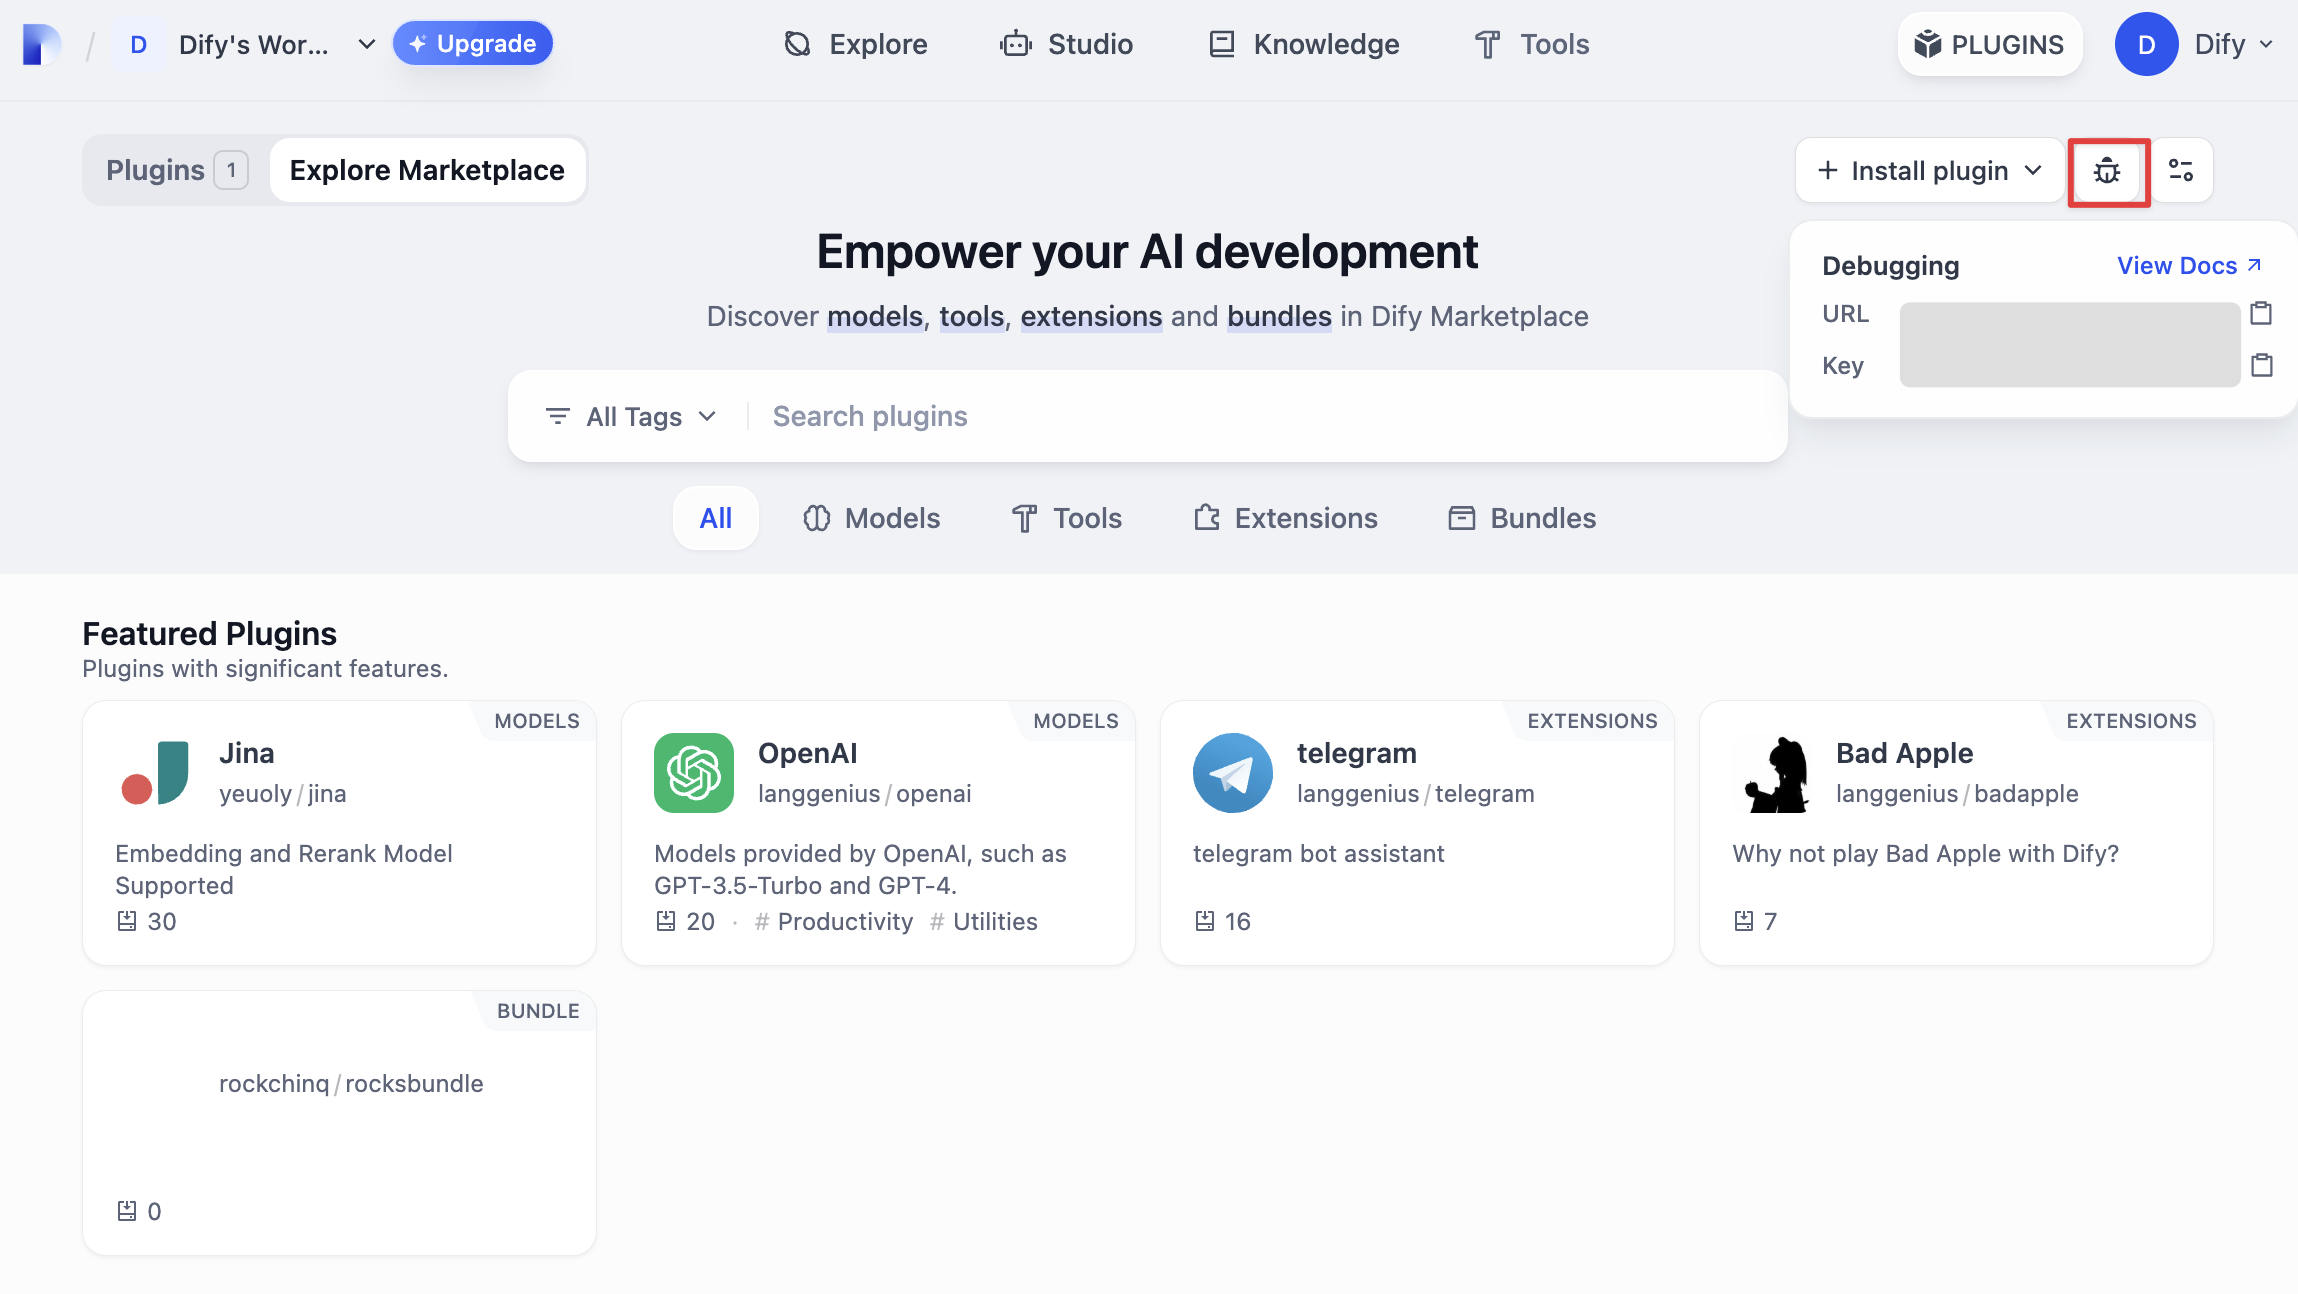 / D Dify's Wor... Upgrade Explore Studio Knowledge Tools PLUGINS D Dify
Plugins 1 Explore Marketplace + Install plugin
Empower your AI development
Discover models, tools, extensions and bundles in Dify Marketplace
Debugging View Docs
URL
Key
All Tags Search plugins
All Models Tools Extensions Bundles
Featured Plugins
Plugins with significant features.
MODELS
Jina
yeuoly/jina
Embedding and Rerank Model
Supported
30
MODELS
OpenAI
langgenius/openai
Models provided by OpenAI, such as
GPT-3.5-Turbo and GPT-4.
20 · # Productivity # Utilities
EXTENSIONS
telegram
langgenius/telegram
telegram bot assistant
16
EXTENSIONS
Bad Apple
langgenius/badapple
Why not play Bad Apple with Dify?
7
BUNDLE
rockchinq/rocksbundle
0